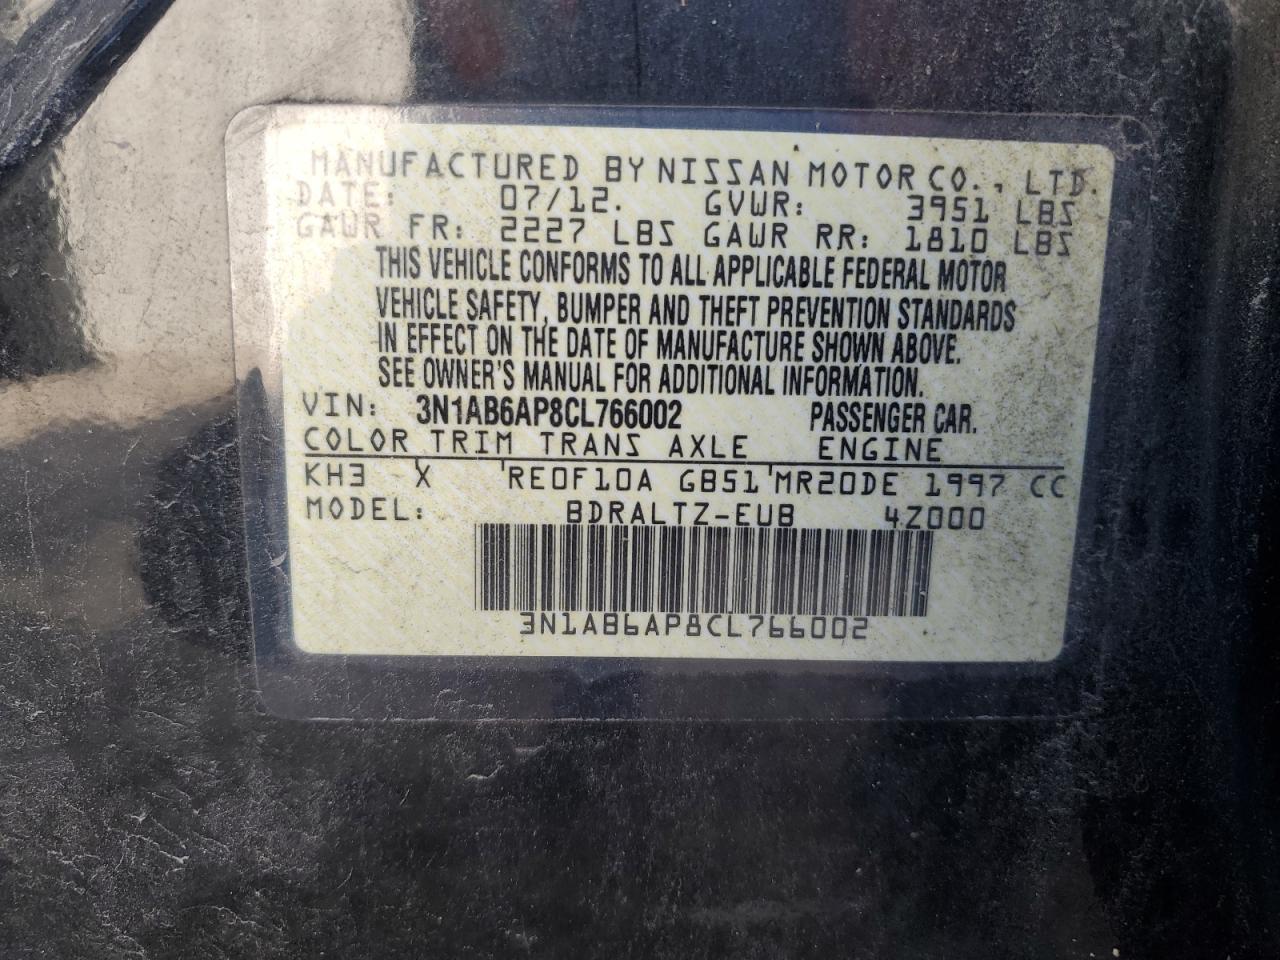 MANUFACTURED BY NISSAN MOTOR CO., LTD.
DATE: 07/12. GVWR: 3951 LBS
GAWR FR: 2227 LBS GAWR RR: 1810 LBS
THIS VEHICLE CONFORMS TO ALL APPLICABLE FEDERAL MOTOR
VEHICLE SAFETY, BUMPER AND THEFT PREVENTION STANDARDS
IN EFFECT ON THE DATE OF MANUFACTURE SHOWN ABOVE.
SEE OWNER'S MANUAL FOR ADDITIONAL INFORMATION.
VIN: 3N1AB6AP8CL766002 PASSENGER CAR.
COLOR TRIM TRANS AXLE ENGINE
KH3 X RE0F10A GB51 MR20DE 1997 CC
MODEL: BDRALTZ-EUB 4Z000
3N1AB6AP8CL766002